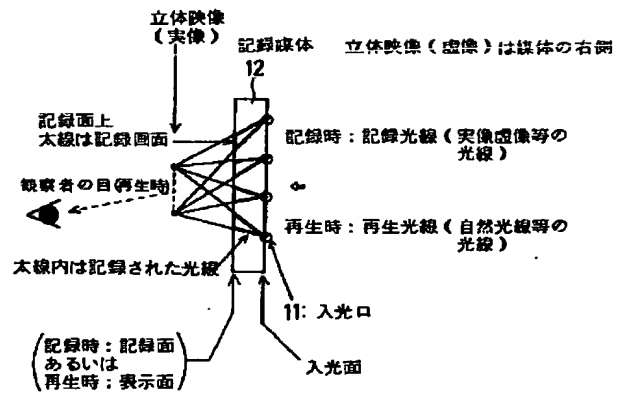 立体映像
(実像)
記録媒体
12
立体映像(虚像)は媒体の右側
記録面上
太線は記録画面
記録時:記録光線(実像虚像等の
光線)
観察者の目(再生時)
再生時:再生光線(自然光線等の
光線)
太線内は記録された光線
11:入光口
(記録時:記録面
あるいは
再生時:表示面)
入光面